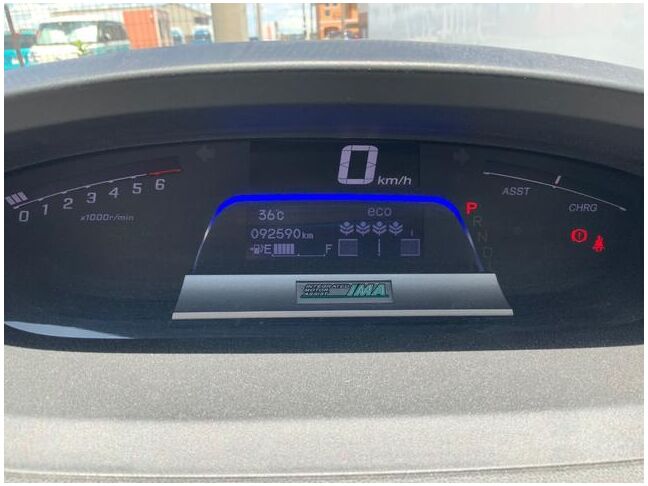 0 km/h
0 1 2 3 4 5 6
x1000r/min
ASST
CHRG
36℃
eco
092590km
E F
P
R
N
D
INTEGRATED
MOTOR
ASSIST
IMA